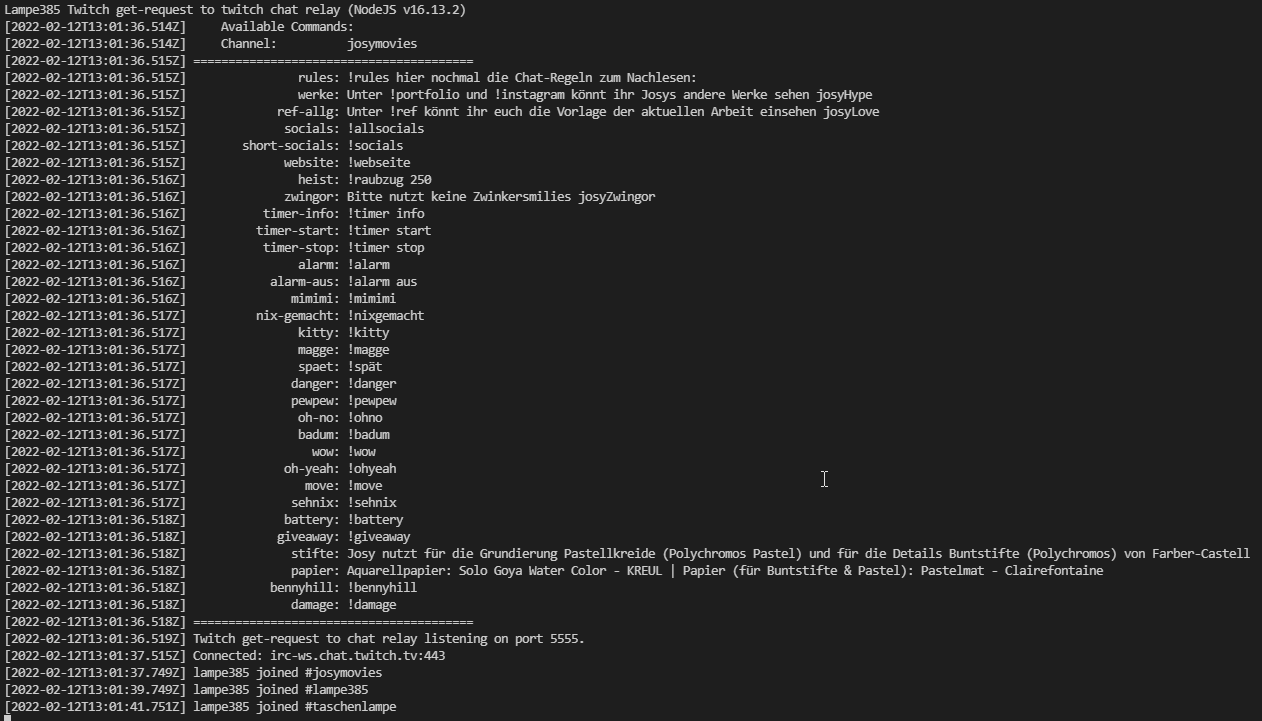 Lampe385 Twitch get-request to twitch chat relay (NodeJS v16.13.2)
[2022-02-12T13:01:36.514Z]     Available Commands:
[2022-02-12T13:01:36.514Z]     Channel:          josymovies
[2022-02-12T13:01:36.515Z] ========================================
[2022-02-12T13:01:36.515Z]                rules: !rules hier nochmal die Chat-Regeln zum Nachlesen:
[2022-02-12T13:01:36.515Z]                werke: Unter !portfolio und !instagram könnt ihr Josys andere Werke sehen josyHype
[2022-02-12T13:01:36.515Z]             ref-allg: Unter !ref könnt ihr euch die Vorlage der aktuellen Arbeit einsehen josyLove
[2022-02-12T13:01:36.515Z]              socials: !allsocials
[2022-02-12T13:01:36.515Z]        short-socials: !socials
[2022-02-12T13:01:36.515Z]              website: !webseite
[2022-02-12T13:01:36.516Z]                heist: !raubzug 250
[2022-02-12T13:01:36.516Z]              zwingor: Bitte nutzt keine Zwinkersmilies josyZwingor
[2022-02-12T13:01:36.516Z]           timer-info: !timer info
[2022-02-12T13:01:36.516Z]          timer-start: !timer start
[2022-02-12T13:01:36.516Z]           timer-stop: !timer stop
[2022-02-12T13:01:36.516Z]                alarm: !alarm
[2022-02-12T13:01:36.516Z]            alarm-aus: !alarm aus
[2022-02-12T13:01:36.516Z]               mimimi: !mimimi
[2022-02-12T13:01:36.517Z]          nix-gemacht: !nixgemacht
[2022-02-12T13:01:36.517Z]                kitty: !kitty
[2022-02-12T13:01:36.517Z]                magge: !magge
[2022-02-12T13:01:36.517Z]                spaet: !spät
[2022-02-12T13:01:36.517Z]               danger: !danger
[2022-02-12T13:01:36.517Z]               pewpew: !pewpew
[2022-02-12T13:01:36.517Z]                oh-no: !ohno
[2022-02-12T13:01:36.517Z]                badum: !badum
[2022-02-12T13:01:36.517Z]                  wow: !wow
[2022-02-12T13:01:36.517Z]              oh-yeah: !ohyeah
[2022-02-12T13:01:36.517Z]                 move: !move
[2022-02-12T13:01:36.517Z]               sehnix: !sehnix
[2022-02-12T13:01:36.518Z]              battery: !battery
[2022-02-12T13:01:36.518Z]             giveaway: !giveaway
[2022-02-12T13:01:36.518Z]               stifte: Josy nutzt für die Grundierung Pastellkreide (Polychromos Pastel) und für die Details Buntstifte (Polychromos) von Farber-Castell
[2022-02-12T13:01:36.518Z]               papier: Aquarellpapier: Solo Goya Water Color - KREUL | Papier (für Buntstifte & Pastel): Pastelmat - Clairefontaine
[2022-02-12T13:01:36.518Z]            bennyhill: !bennyhill
[2022-02-12T13:01:36.518Z]               damage: !damage
[2022-02-12T13:01:36.518Z] ========================================
[2022-02-12T13:01:36.519Z] Twitch get-request to chat relay listening on port 5555.
[2022-02-12T13:01:37.515Z] Connected: irc-ws.chat.twitch.tv:443
[2022-02-12T13:01:37.749Z] lampe385 joined #josymovies
[2022-02-12T13:01:39.749Z] lampe385 joined #lampe385
[2022-02-12T13:01:41.751Z] lampe385 joined #taschenlampe